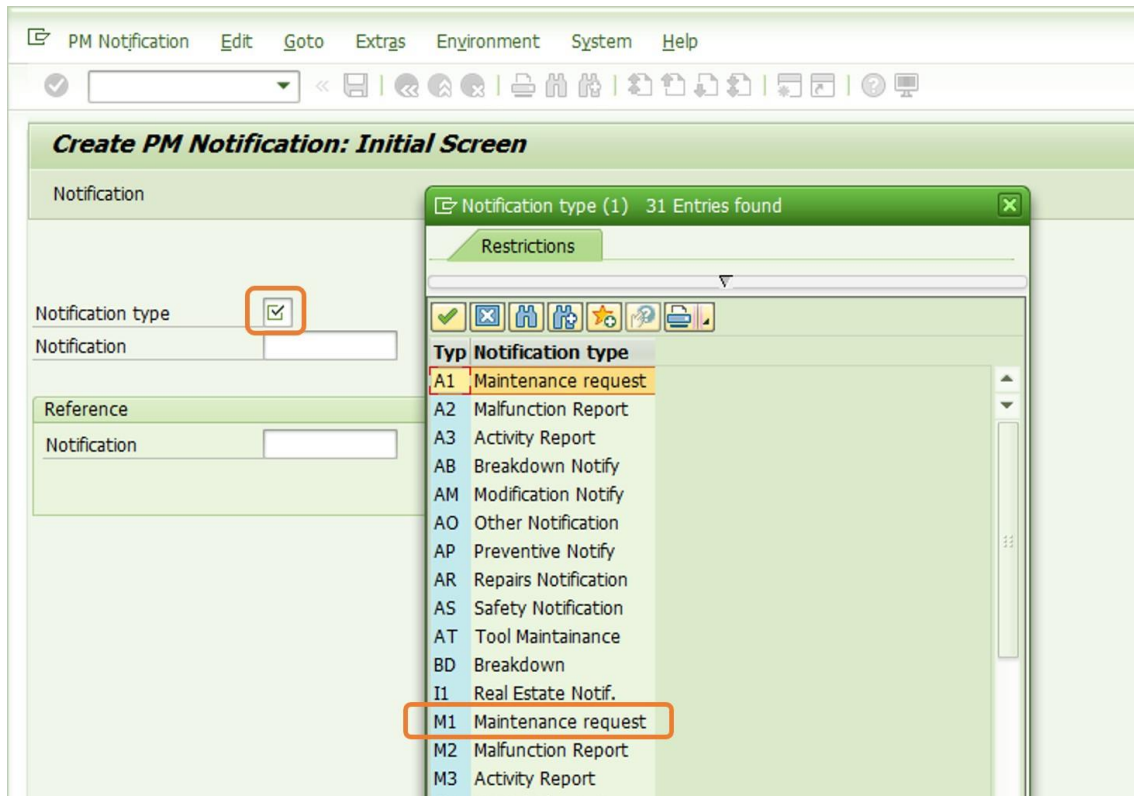 PM Notification Edit Goto Extras Environment System Help
Create PM Notification: Initial Screen
Notification
Notification type
Notification
Reference
Notification
Notification type (1) 31 Entries found
Restrictions
Typ Notification type
A1 Maintenance request
A2 Malfunction Report
A3 Activity Report
AB Breakdown Notify
AM Modification Notify
AO Other Notification
AP Preventive Notify
AR Repairs Notification
AS Safety Notification
AT Tool Maintainance
BD Breakdown
I1 Real Estate Notif.
M1 Maintenance request
M2 Malfunction Report
M3 Activity Report